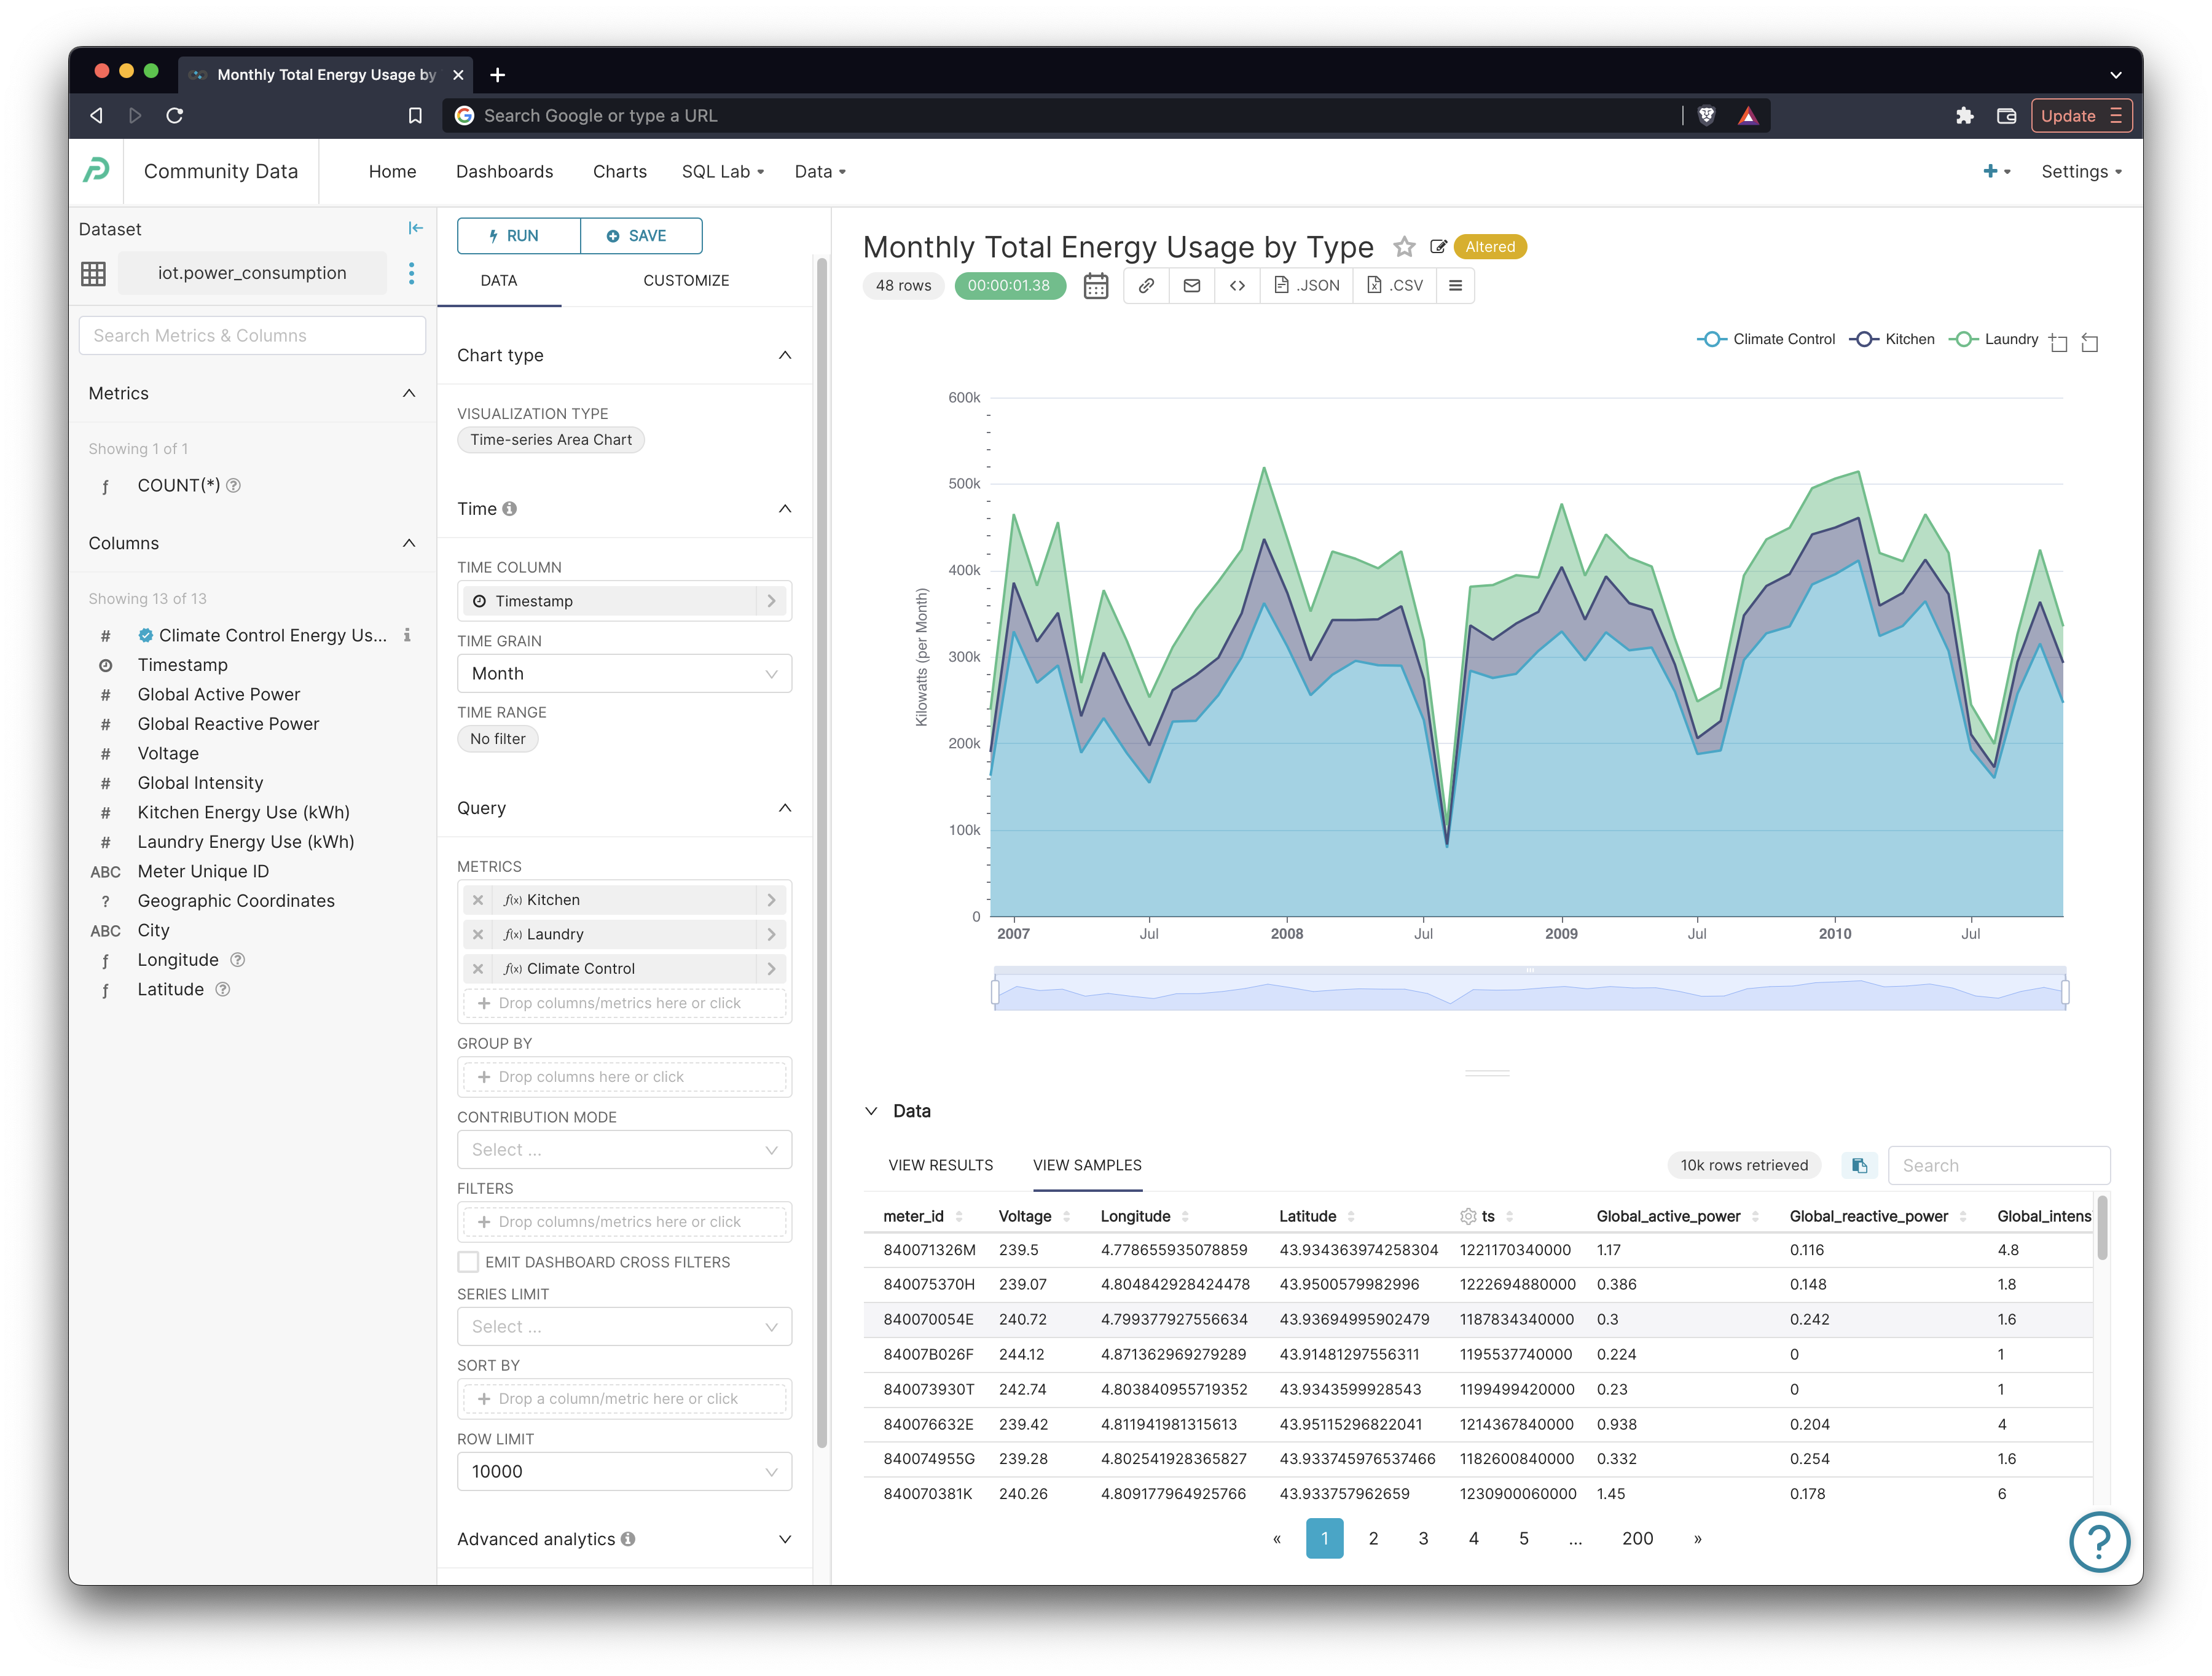 Monthly Total Energy Usage by
Search Google or type a URL
Update
Community Data
Home
Dashboards
Charts
SQL Lab
Data
Settings
Dataset
iot.power_consumption
Search Metrics & Columns
Metrics
Showing 1 of 1
ƒ COUNT(*) ?
Columns
Showing 13 of 13
# Climate Control Energy Us... i
Timestamp
# Global Active Power
# Global Reactive Power
# Voltage
# Global Intensity
# Kitchen Energy Use (kWh)
# Laundry Energy Use (kWh)
ABC Meter Unique ID
? Geographic Coordinates
ABC City
ƒ Longitude ?
ƒ Latitude ?
RUN
SAVE
DATA
CUSTOMIZE
Chart type
VISUALIZATION TYPE
Time-series Area Chart
Time i
TIME COLUMN
Timestamp
TIME GRAIN
Month
TIME RANGE
No filter
Query
METRICS
f(x) Kitchen
f(x) Laundry
f(x) Climate Control
+ Drop columns/metrics here or click
GROUP BY
+ Drop columns here or click
CONTRIBUTION MODE
Select ...
FILTERS
+ Drop columns/metrics here or click
EMIT DASHBOARD CROSS FILTERS
SERIES LIMIT
Select ...
SORT BY
+ Drop a column/metric here or click
ROW LIMIT
10000
Advanced analytics i
Monthly Total Energy Usage by Type
Altered
48 rows
00:00:01.38
.JSON
.CSV
Climate Control
Kitchen
Laundry
Kilowatts (per Month)
600k
500k
400k
300k
200k
100k
0
2007 Jul 2008 Jul 2009 Jul 2010 Jul
Data
VIEW RESULTS
VIEW SAMPLES
10k rows retrieved
Search
meter_id Voltage Longitude Latitude ts Global_active_power Global_reactive_power Global_intens
840071326M 239.5 4.778655935078859 43.934363974258304 1221170340000 1.17 0.116 4.8
840075370H 239.07 4.804842928424478 43.9500579982996 1222694880000 0.386 0.148 1.8
840070054E 240.72 4.799377927556634 43.93694995902479 1187834340000 0.3 0.242 1.6
84007B026F 244.12 4.871362969279289 43.91481297556311 1195537740000 0.224 0 1
840073930T 242.74 4.803840955719352 43.9343599928543 1199499420000 0.23 0 1
840076632E 239.42 4.811941981315613 43.95115296822041 1214367840000 0.938 0.204 4
840074955G 239.28 4.802541928365827 43.933745976537466 1182600840000 0.332 0.254 1.6
840070381K 240.26 4.809177964925766 43.933757962659 1230900060000 1.45 0.178 6
« 1 2 3 4 5 ... 200 »
?